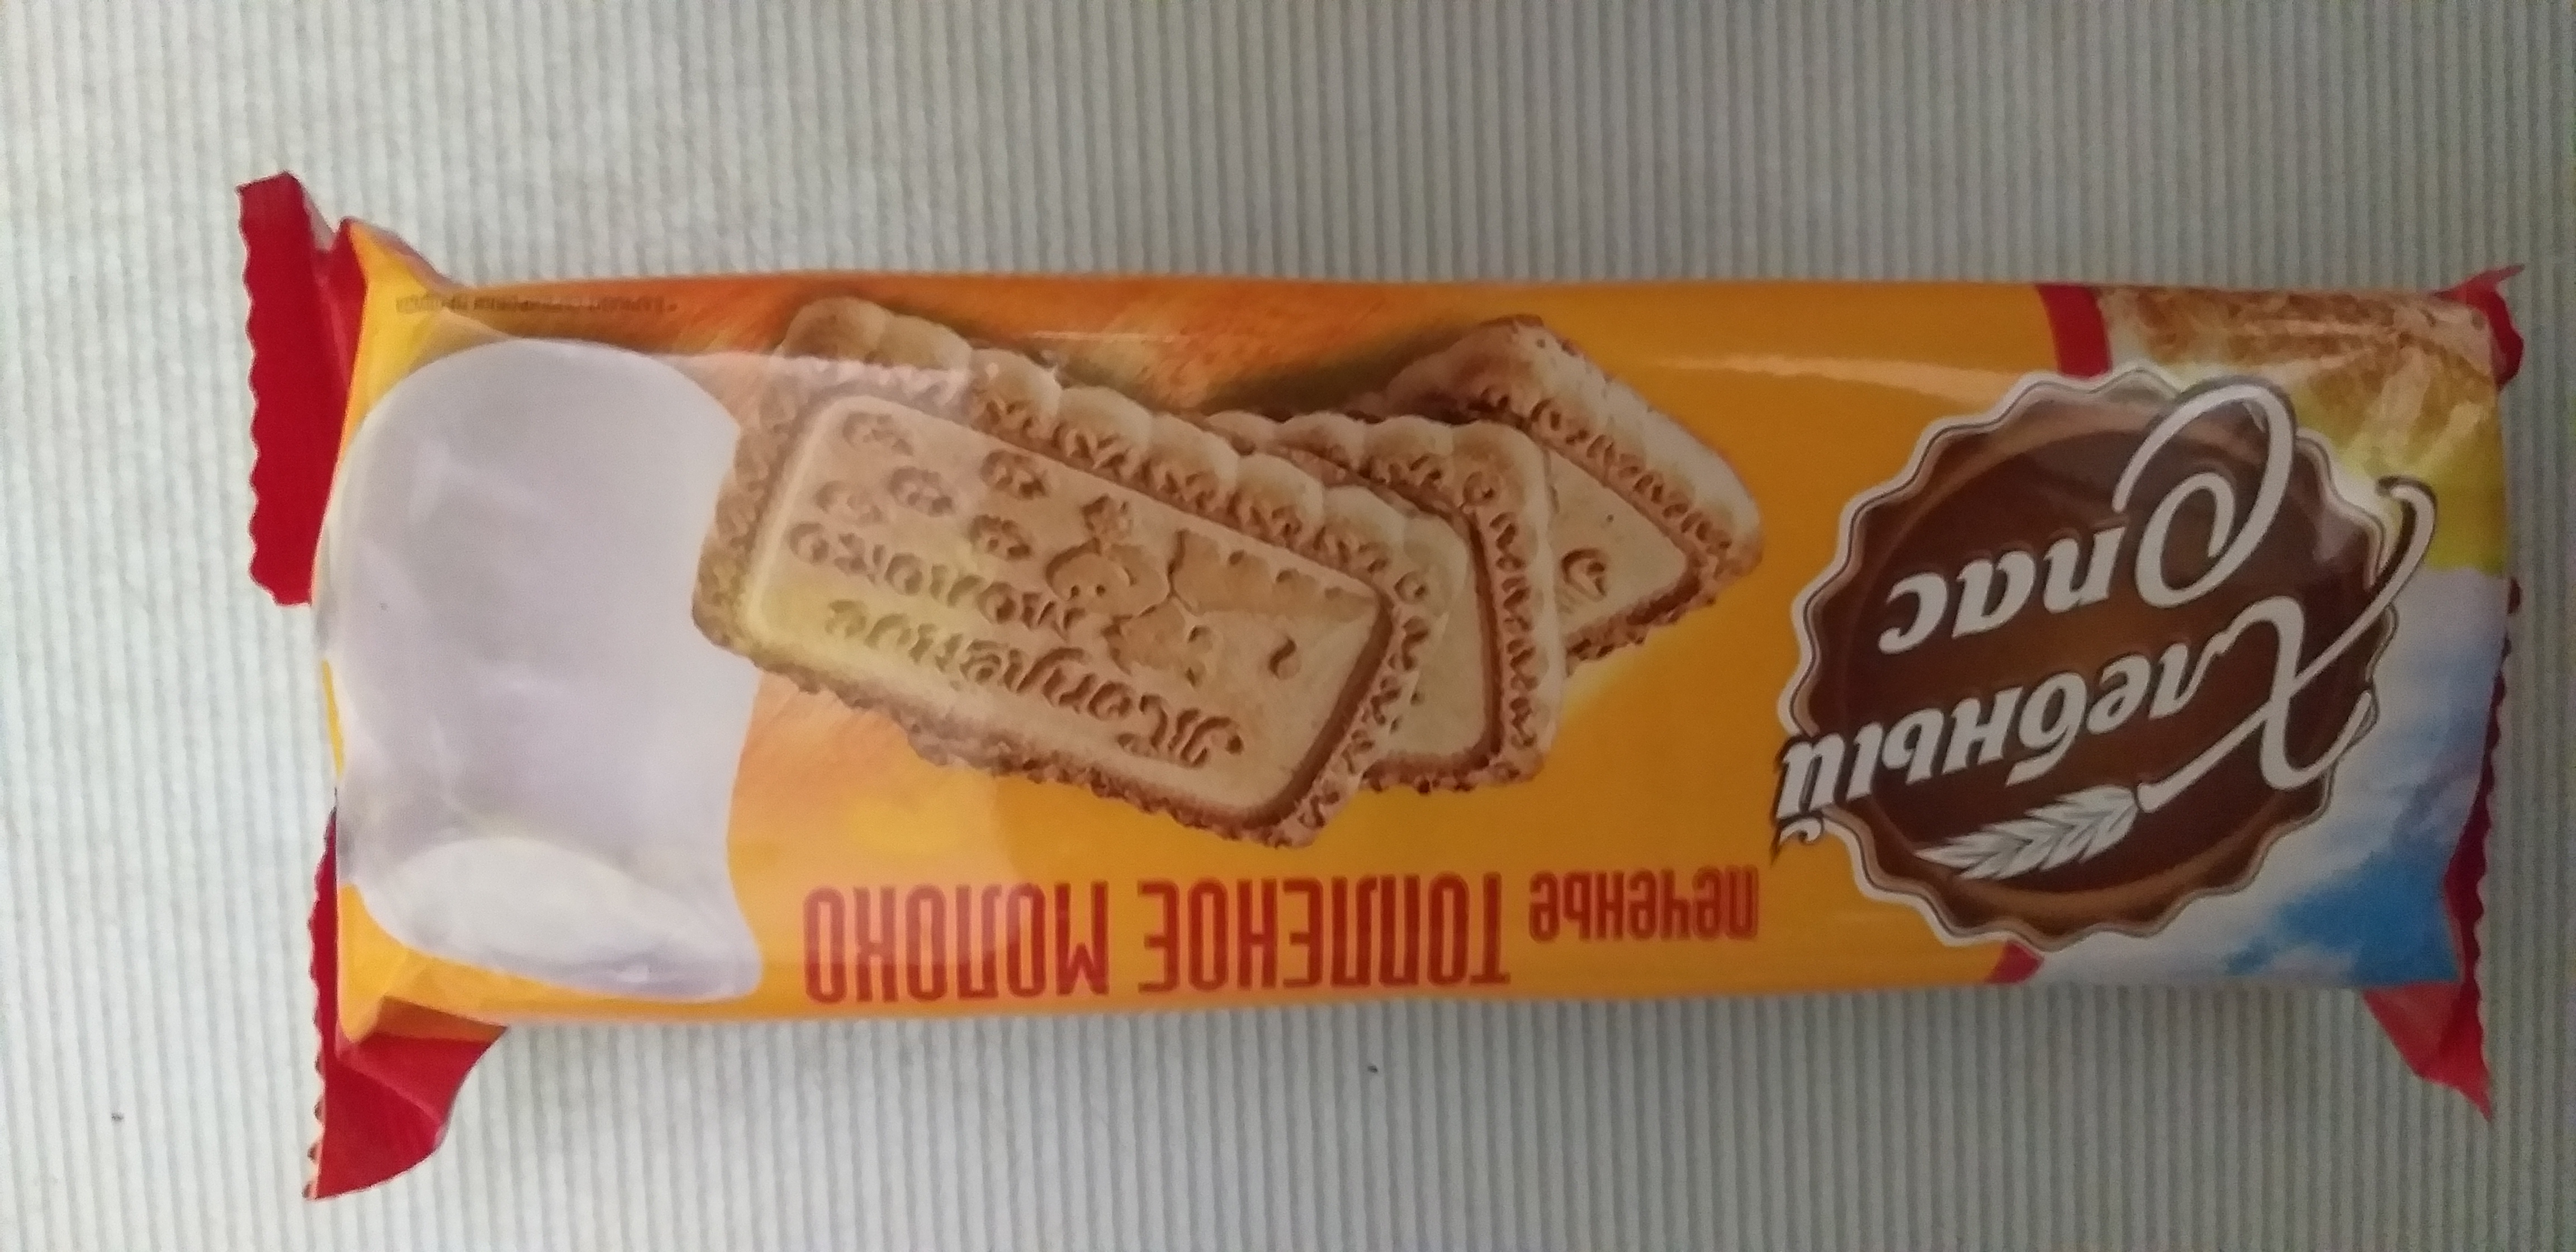 Хлебный
Спас
печенье ТОПЛЕНОЕ МОЛОКО
Топленое
молоко